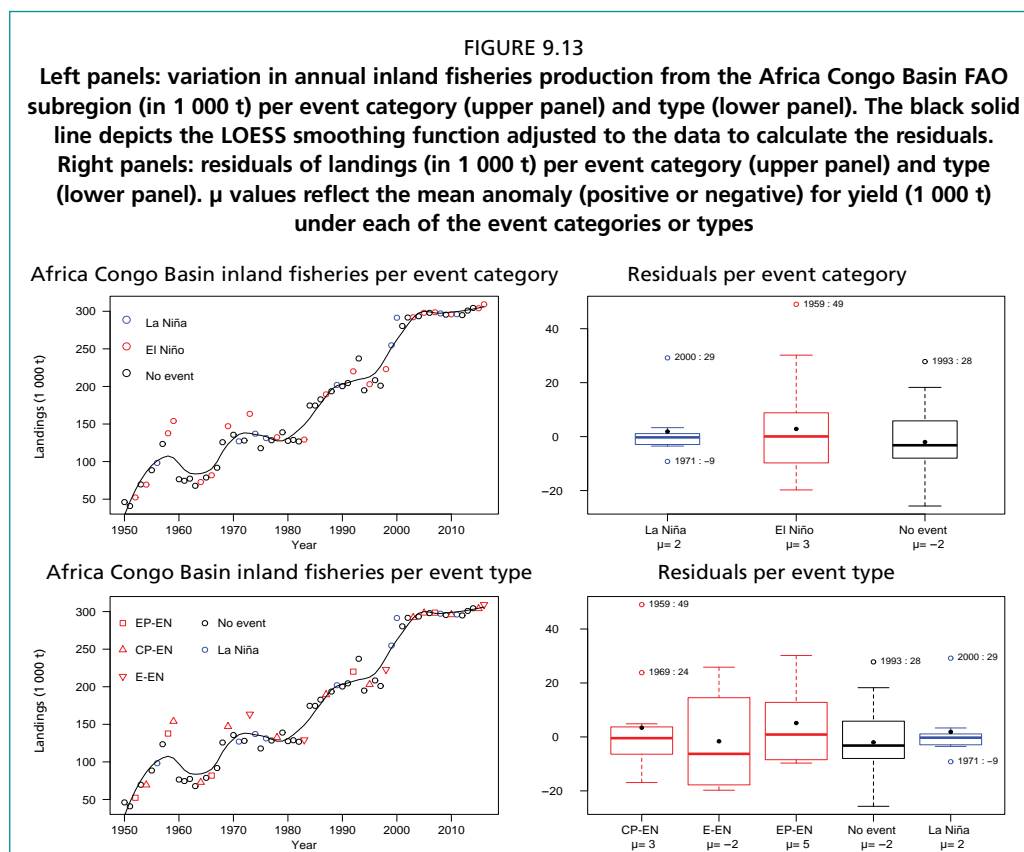 FIGURE 9.13
Left panels: variation in annual inland fisheries production from the Africa Congo Basin FAO
subregion (in 1 000 t) per event category (upper panel) and type (lower panel). The black solid
line depicts the LOESS smoothing function adjusted to the data to calculate the residuals.
Right panels: residuals of landings (in 1 000 t) per event category (upper panel) and type
(lower panel). µ values reflect the mean anomaly (positive or negative) for yield (1 000 t)
under each of the event categories or types
Africa Congo Basin inland fisheries per event category
Landings (1 000 t)
300
250
200
150
100
50
La Niña
El Niño
No event
1950 1960 1970 1980 1990 2000 2010
Year
Residuals per event category
40
20
0
−20
2000 : 29
1971 : −9
1959 : 49
1993 : 28
La Niña El Niño No event
µ= 2 µ= 3 µ= −2
Africa Congo Basin inland fisheries per event type
Landings (1 000 t)
300
250
200
150
100
50
EP-EN No event
CP-EN La Niña
E-EN
1950 1960 1970 1980 1990 2000 2010
Year
Residuals per event type
40
20
0
−20
1959 : 49
1969 : 24
1993 : 28
2000 : 29
1971 : −9
CP-EN E-EN EP-EN No event La Niña
µ= 3 µ= −2 µ= 5 µ= −2 µ= 2